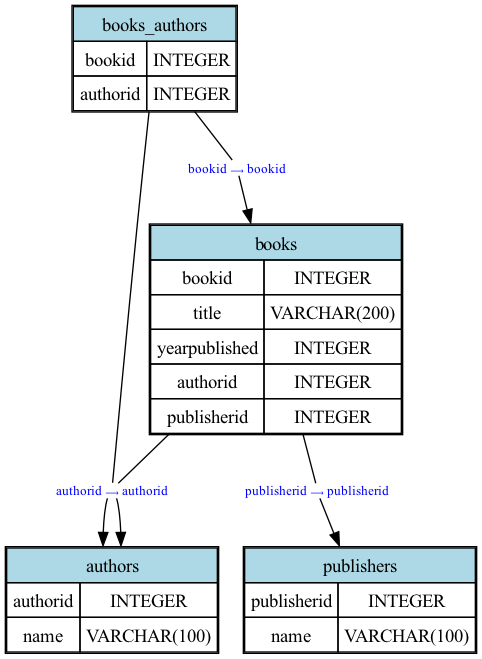 books_authors
bookid INTEGER
authorid INTEGER
bookid → bookid
books
bookid INTEGER
title VARCHAR(200)
yearpublished INTEGER
authorid INTEGER
publisherid INTEGER
authorid → authorid
publisherid → publisherid
authors
authorid INTEGER
name VARCHAR(100)
publishers
publisherid INTEGER
name VARCHAR(100)